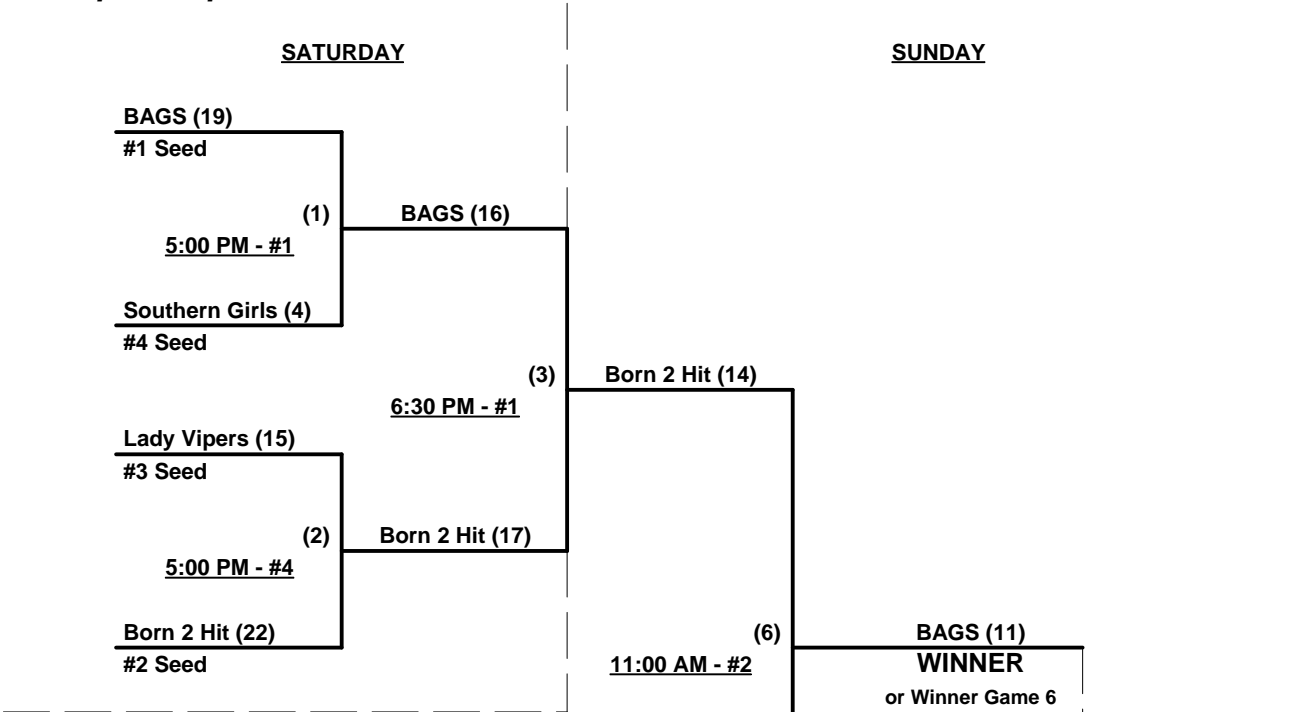 SATURDAY
SUNDAY
BAGS (19)
#1 Seed
(1)
BAGS (16)
5:00 PM - #1
Southern Girls (4)
#4 Seed
(3)
Born 2 Hit (14)
6:30 PM - #1
Lady Vipers (15)
#3 Seed
(2)
Born 2 Hit (17)
5:00 PM - #4
Born 2 Hit (22)
#2 Seed
(6)
11:00 AM - #2
BAGS (11)
WINNER
or Winner Game 6